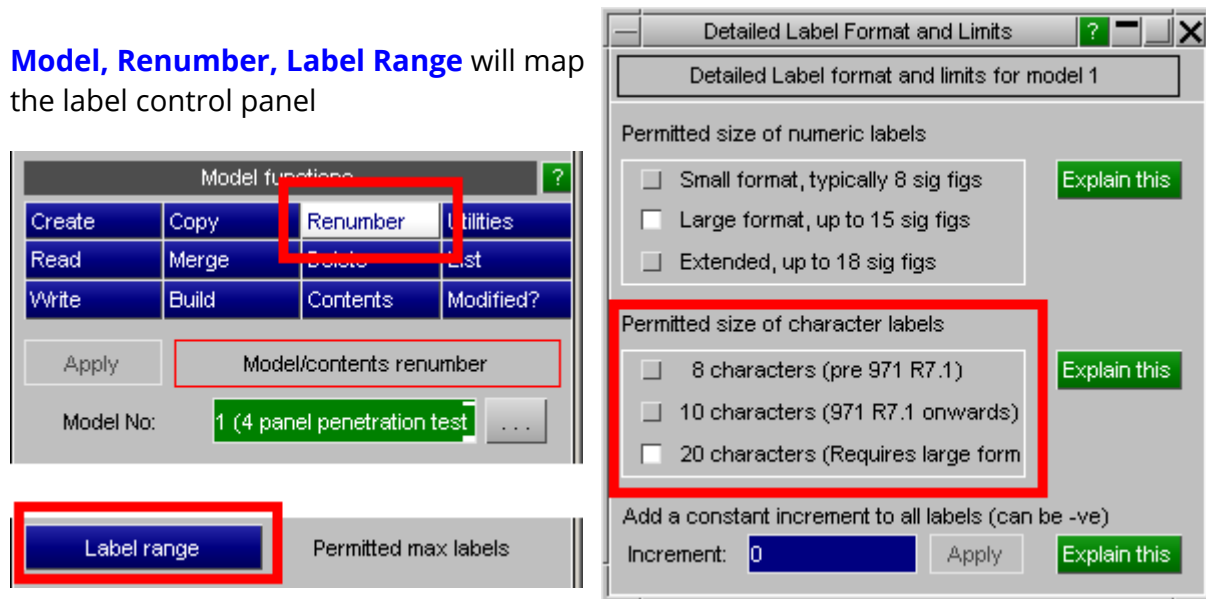 Model, Renumber, Label Range will map
the label control panel
Model functions
?
Create Copy Renumber Utilities
Read Merge Delete List
Write Build Contents Modified?
Apply Model/contents renumber
Model No: 1 (4 panel penetration test ...
Label range Permitted max labels
Detailed Label Format and Limits ?
Detailed Label format and limits for model 1
Permitted size of numeric labels
Small format, typically 8 sig figs Explain this
Large format, up to 15 sig figs
Extended, up to 18 sig figs
Permitted size of character labels
8 characters (pre 971 R7.1) Explain this
10 characters (971 R7.1 onwards)
20 characters (Requires large form
Add a constant increment to all labels (can be -ve)
Increment: 0 Apply Explain this